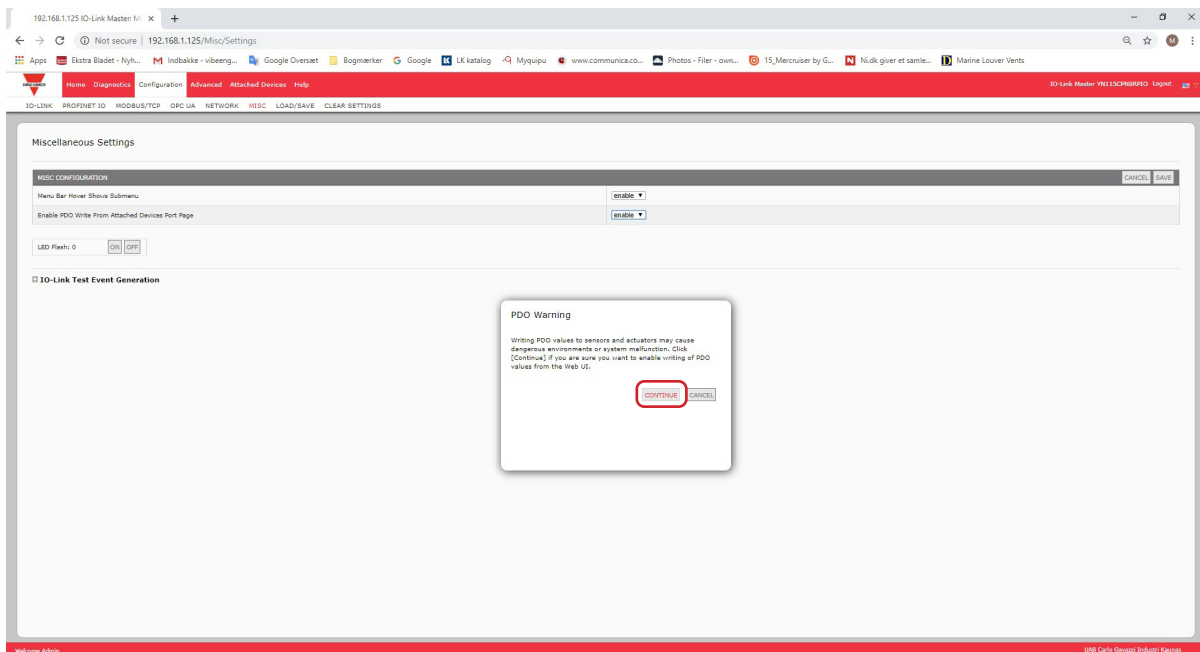 192.168.1.125 IO-Link Master: M
Not secure | 192.168.1.125/Misc/Settings
Apps Ekstra Bladet - Nyh... Indbakke - vibeeng... Google Oversæt Bogmærker Google LK katalog Myquipu www.communica.co... Photos - Filer - own... 15_Mercruiser by G... Ni.dk giver et samle... Marine Louver Vents
CARLO GAVAZZI Home Diagnostics Configuration Advanced Attached Devices Help IO-Link Master YN115CPN8RPIO Logout
IO-LINK PROFINET IO MODBUS/TCP OPC UA NETWORK MISC LOAD/SAVE CLEAR SETTINGS
Miscellaneous Settings
MISC CONFIGURATION CANCEL SAVE
Menu Bar Hover Shows Submenu enable
Enable PDO Write From Attached Devices Port Page enable
LED Flash: 0 ON OFF
IO-Link Test Event Generation
PDO Warning
Writing PDO values to sensors and actuators may cause
dangerous environments or system malfunction. Click
[Continue] if you are sure you want to enable writing of PDO
values from the Web UI.
CONTINUE CANCEL
Welcome Admin UAB Carlo Gavazzi Industri Kaunas